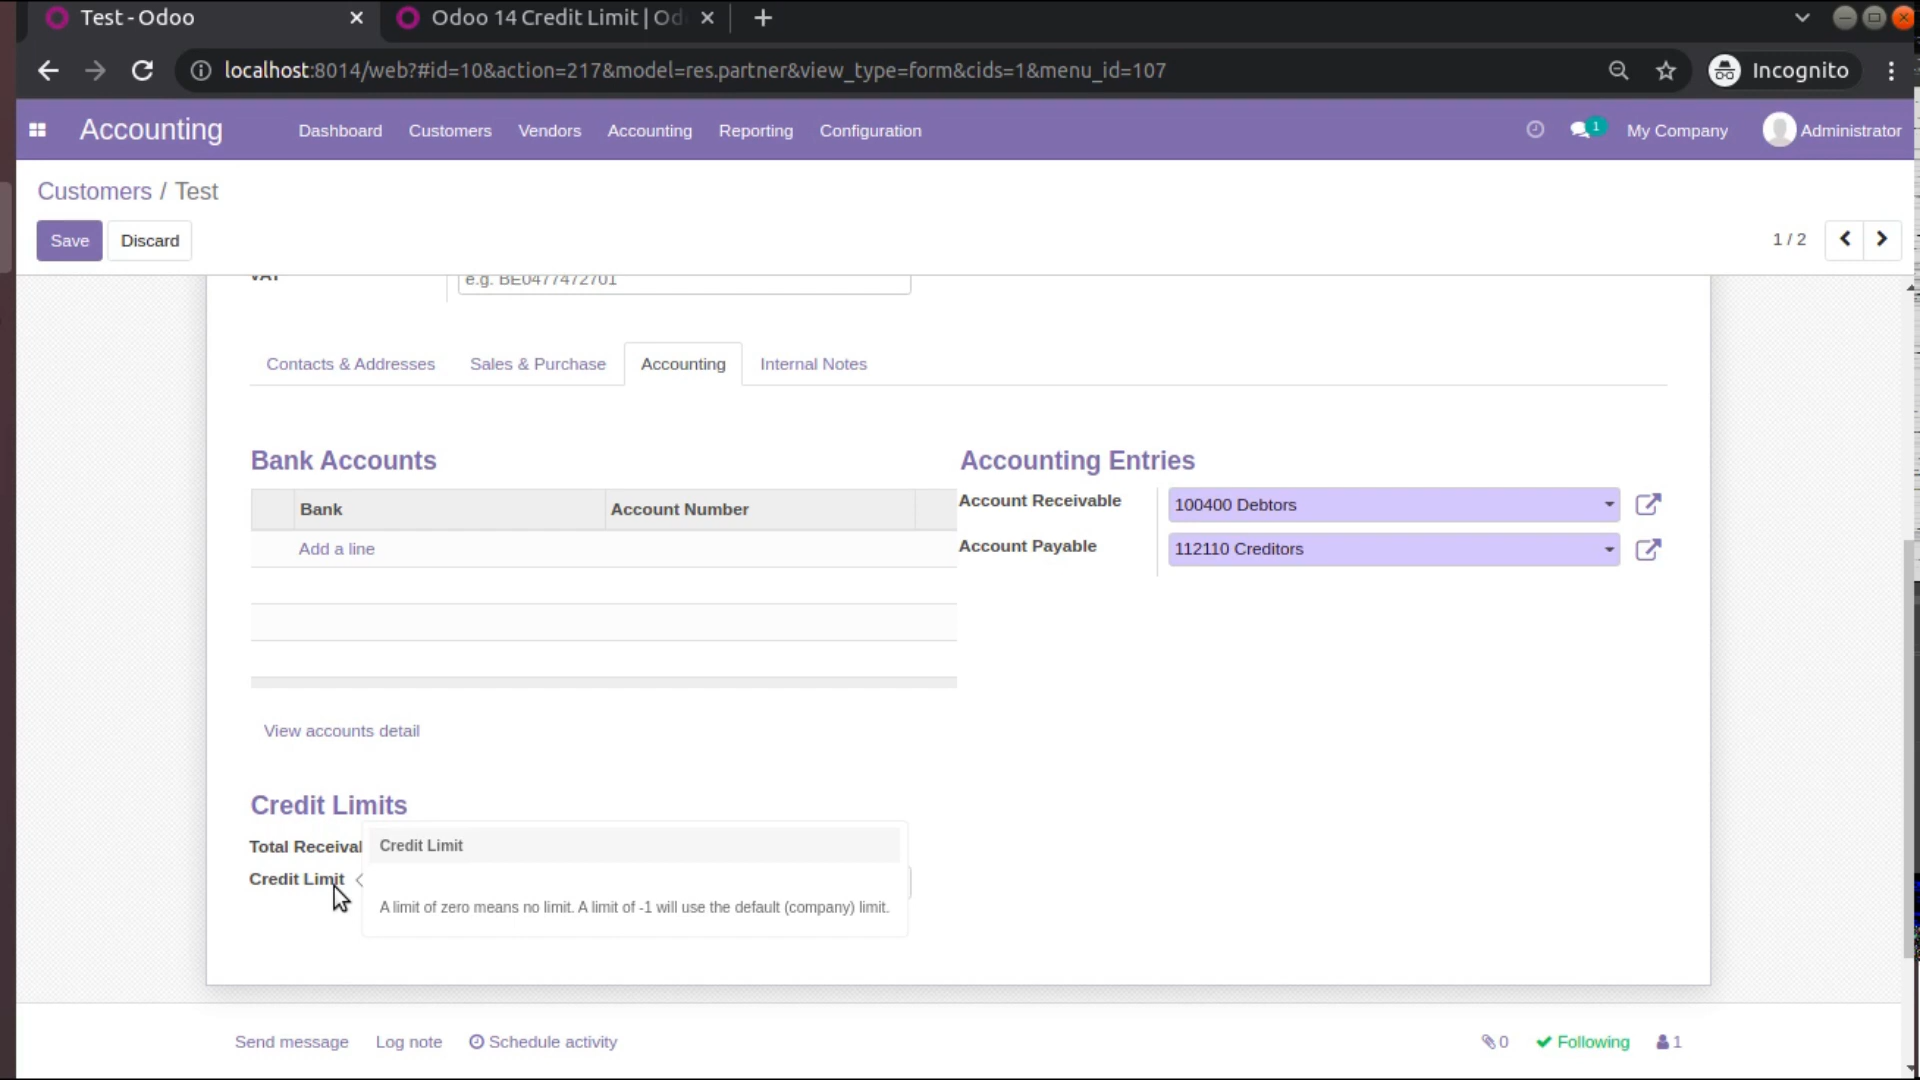 Test - Odoo
Odoo 14 Credit Limit | Od
localhost:8014/web?#id=10&action=217&model=res.partner&view_type=form&cids=1&menu_id=107
Incognito
Accounting
Dashboard
Customers
Vendors
Accounting
Reporting
Configuration
1
My Company
Administrator
Customers / Test
Save
Discard
1 / 2
VAT
e.g. BE0477472701
Contacts & Addresses
Sales & Purchase
Accounting
Internal Notes
Bank Accounts
Bank
Account Number
Add a line
View accounts detail
Accounting Entries
Account Receivable
100400 Debtors
Account Payable
112110 Creditors
Credit Limits
Total Receival
Credit Limit
Credit Limit
A limit of zero means no limit. A limit of -1 will use the default (company) limit.
Send message
Log note
Schedule activity
0
Following
1